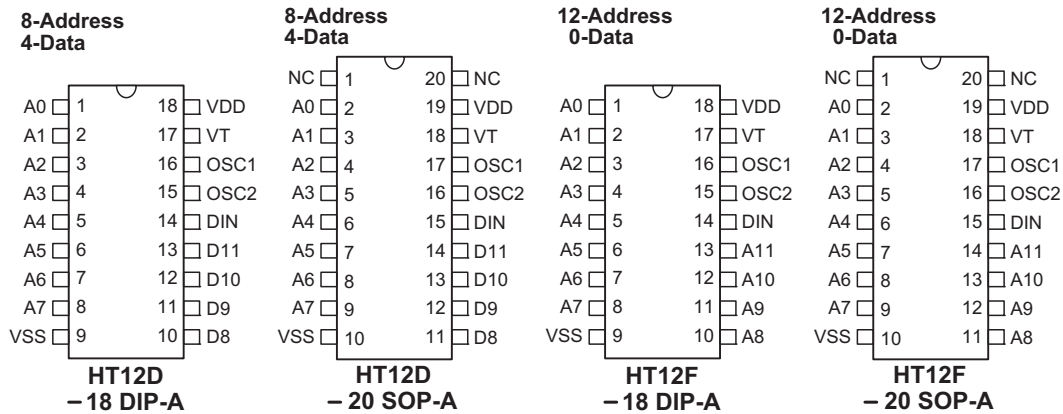 8-Address
4-Data
A0 1 18 VDD
A1 2 17 VT
A2 3 16 OSC1
A3 4 15 OSC2
A4 5 14 DIN
A5 6 13 D11
A6 7 12 D10
A7 8 11 D9
VSS 9 10 D8
HT12D
– 18 DIP-A
8-Address
4-Data
NC 1 20 NC
A0 2 19 VDD
A1 3 18 VT
A2 4 17 OSC1
A3 5 16 OSC2
A4 6 15 DIN
A5 7 14 D11
A6 8 13 D10
A7 9 12 D9
VSS 10 11 D8
HT12D
– 20 SOP-A
12-Address
0-Data
A0 1 18 VDD
A1 2 17 VT
A2 3 16 OSC1
A3 4 15 OSC2
A4 5 14 DIN
A5 6 13 A11
A6 7 12 A10
A7 8 11 A9
VSS 9 10 A8
HT12F
– 18 DIP-A
12-Address
0-Data
NC 1 20 NC
A0 2 19 VDD
A1 3 18 VT
A2 4 17 OSC1
A3 5 16 OSC2
A4 6 15 DIN
A5 7 14 A11
A6 8 13 A10
A7 9 12 A9
VSS 10 11 A8
HT12F
– 20 SOP-A